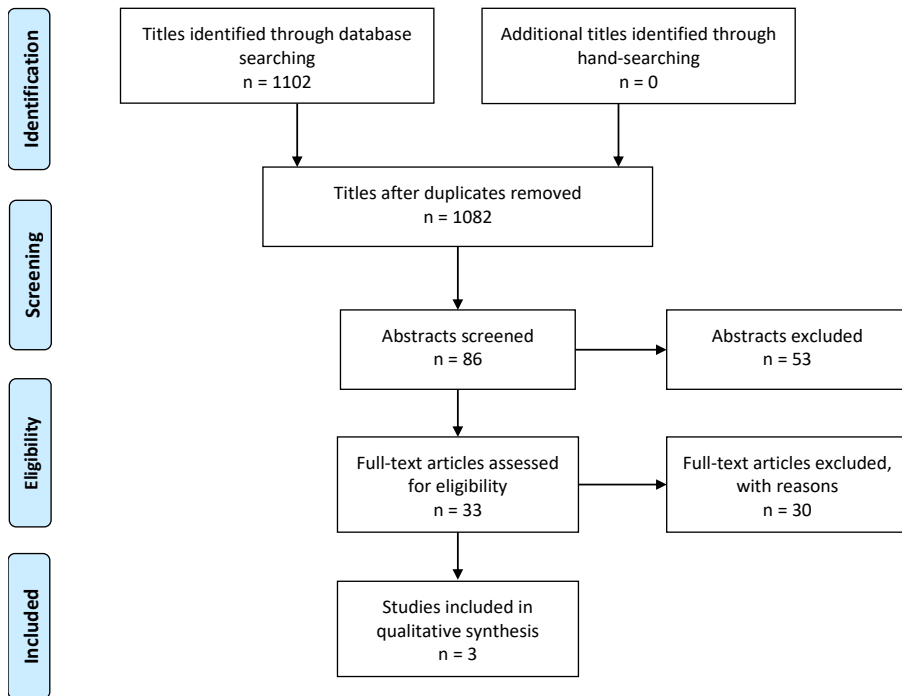 Identification
Titles identified through database
searching
n = 1102
Additional titles identified through
hand-searching
n = 0
Screening
Titles after duplicates removed
n = 1082
Abstracts screened
n = 86
Abstracts excluded
n = 53
Eligibility
Full-text articles assessed
for eligibility
n = 33
Full-text articles excluded,
with reasons
n = 30
Included
Studies included in
qualitative synthesis
n = 3